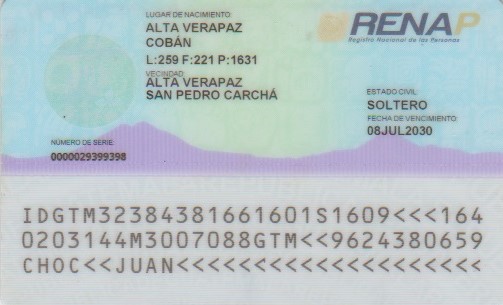 LUGAR DE NACIMIENTO:
ALTA VERAPAZ
COBÁN
L:259 F:221 P:1631
VECINDAD:
ALTA VERAPAZ
SAN PEDRO CARCHÁ
NÚMERO DE SERIE:
0000029399398
RENAP
Registro Nacional de las Personas
ESTADO CIVIL
SOLTERO
FECHA DE VENCIMIENTO:
08JUL2030
IDGTM32384381661601S1609<<<164
0203144M3007088GTM<<9624380659
CHOC<<JUAN<<<<<<<<<<<<<<<<<<<<